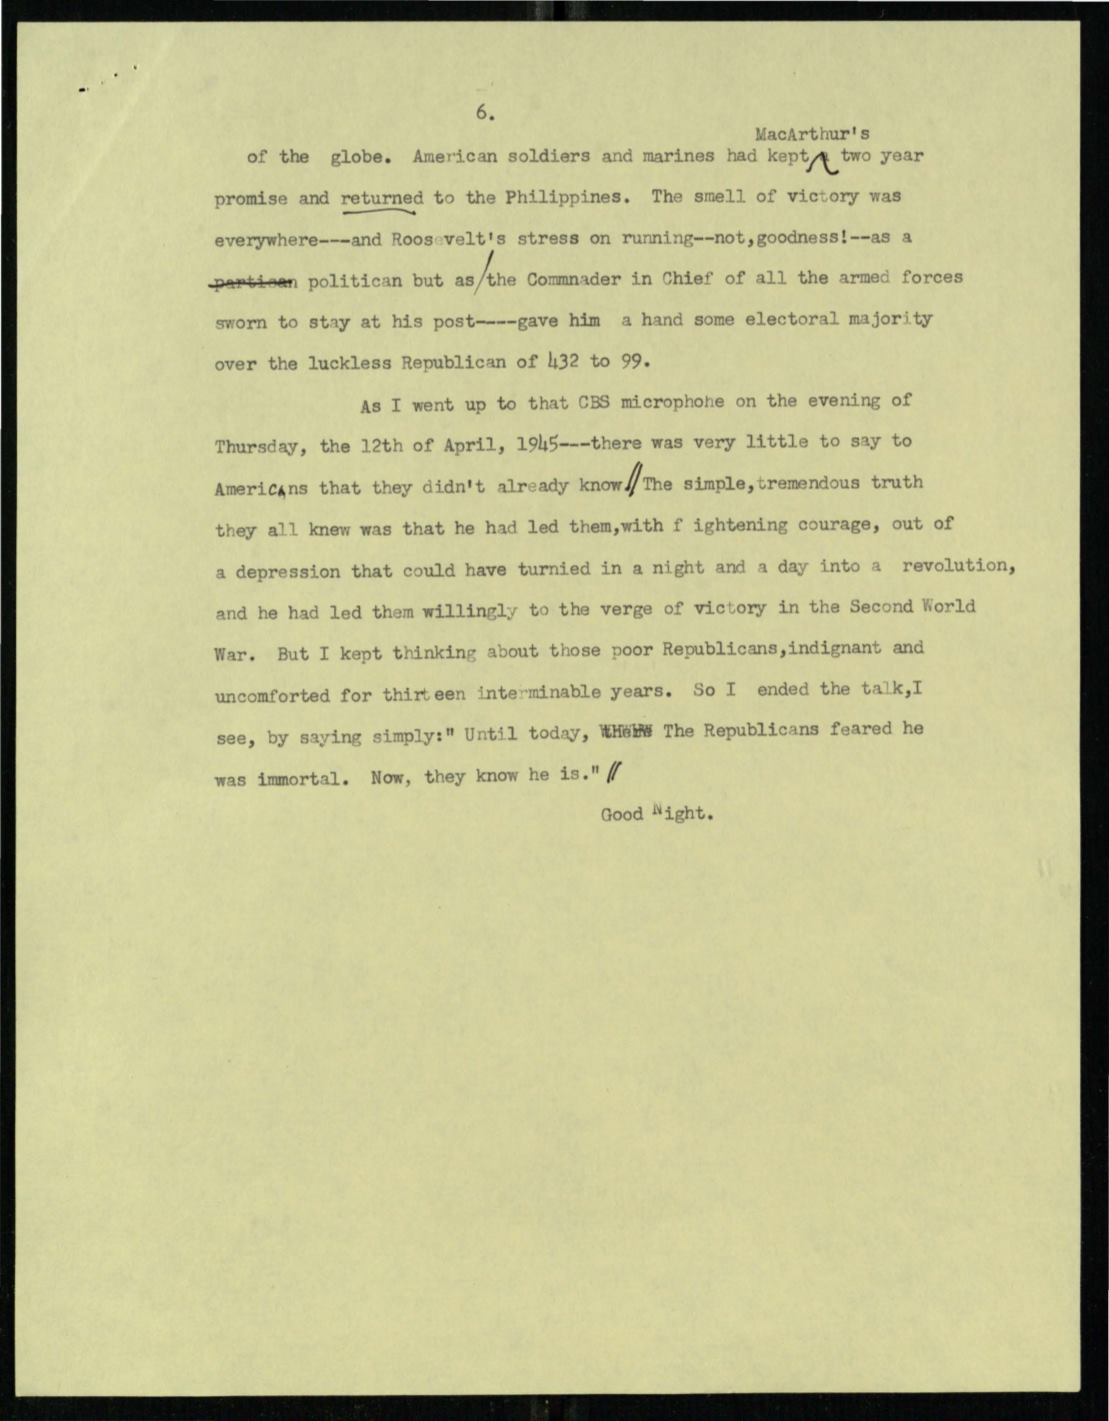 6.
MacArthur's
of the globe. American soldiers and marines had kept two year
promise and returned to the Philippines. The smell of victory was
everywhere---and Roosevelt's stress on running--not,goodness!--as a
partisan politican but as/the Commnader in Chief of all the armed forces
sworn to stay at his post----gave him a hand some electoral majority
over the luckless Republican of 432 to 99.
As I went up to that CBS microphone on the evening of
Thursday, the 12th of April, 1945---there was very little to say to
Americans that they didn't already know.// The simple,tremendous truth
they all knew was that he had led them,with f ightening courage, out of
a depression that could have turnied in a night and a day into a revolution,
and he had led them willingly to the verge of victory in the Second World
War. But I kept thinking about those poor Republicans,indignant and
uncomforted for thirteen interminable years. So I ended the talk,I
see, by saying simply:" Until today, The Republicans feared he
was immortal. Now, they know he is." //
Good Night.